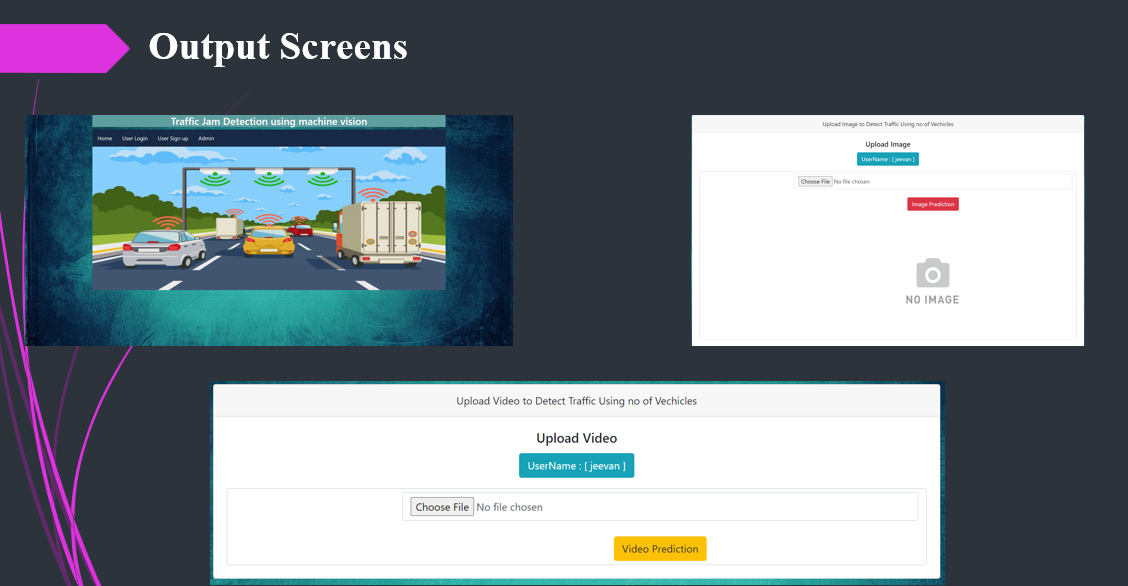 Output Screens
Traffic Jam Detection using machine vision
Home User Login User Sign up Admin
Upload Image to Detect Traffic Using no of Vechicles
Upload Image
UserName : [ jeevan ]
Choose File No file chosen
Image Prediction
NO IMAGE
Upload Video to Detect Traffic Using no of Vechicles
Upload Video
UserName : [ jeevan ]
Choose File No file chosen
Video Prediction